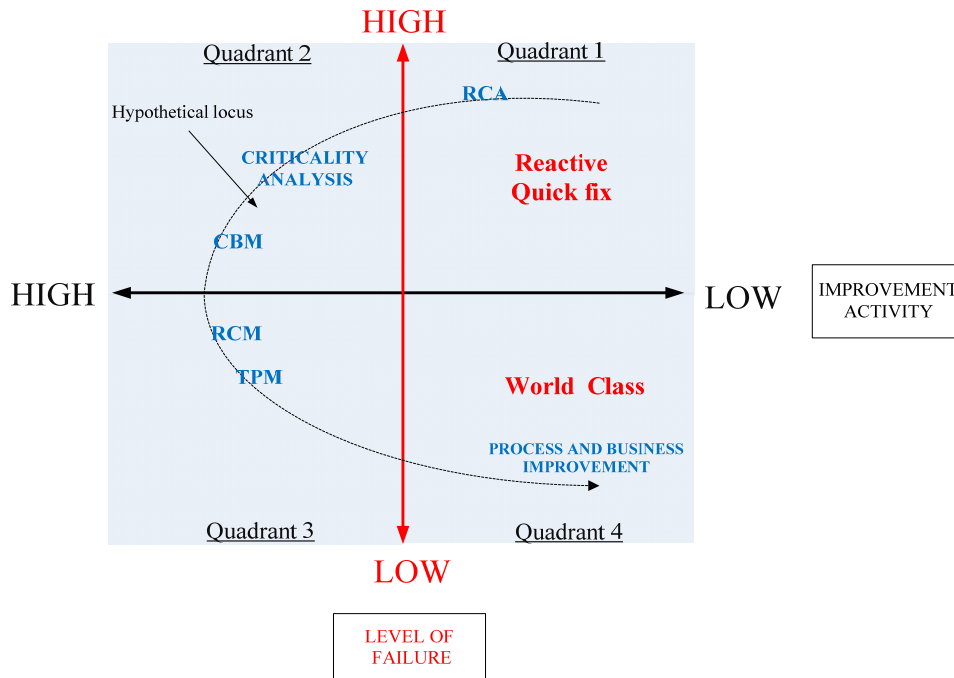 HIGH
Quadrant 2
Quadrant 1
RCA
Hypothetical locus
CRITICALITY
ANALYSIS
Reactive
Quick fix
CBM
HIGH
LOW
IMPROVEMENT
ACTIVITY
RCM
TPM
World Class
PROCESS AND BUSINESS
IMPROVEMENT
Quadrant 3
Quadrant 4
LOW
LEVEL OF
FAILURE